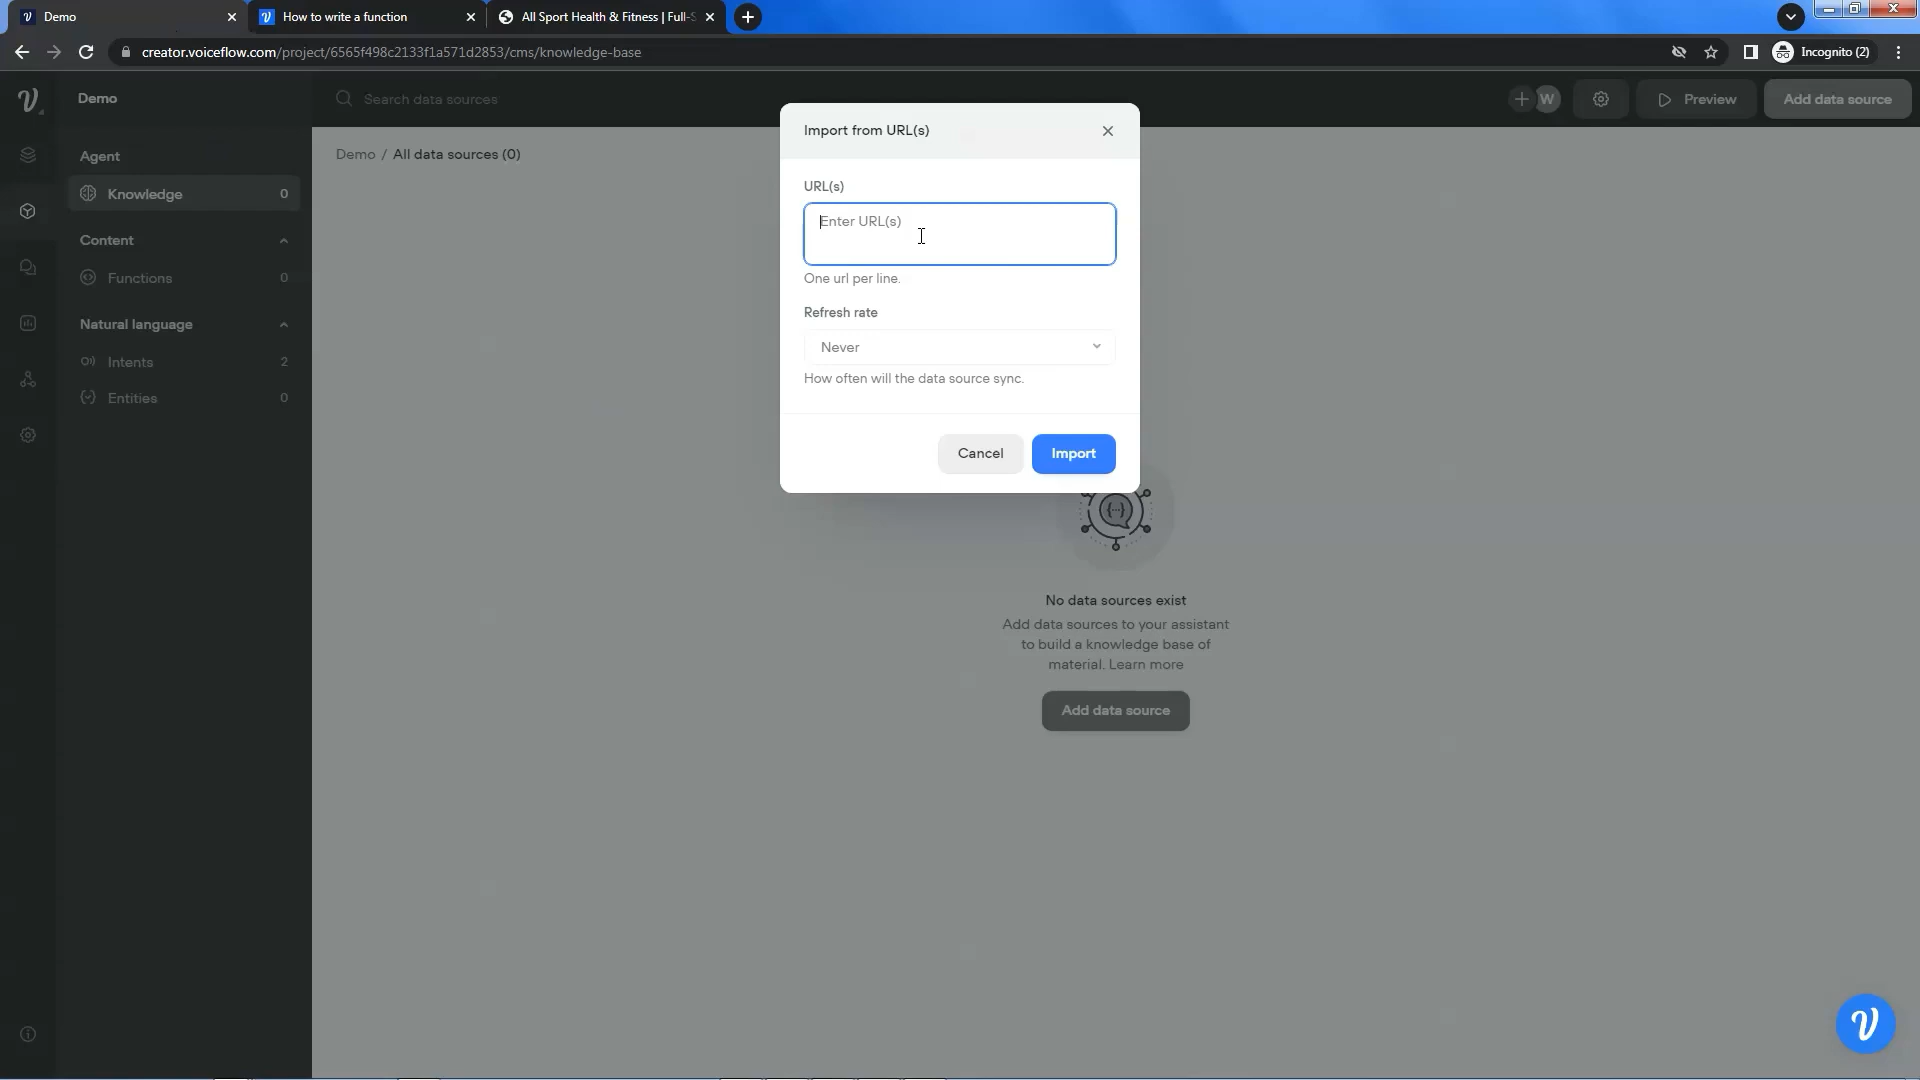 Demo
How to write a function
All Sport Health & Fitness | Full-S
creator.voiceflow.com/project/6565f498c2133f1a571d2853/cms/knowledge-base
Incognito (2)
Demo
Search data sources
W
Preview
Add data source
Agent
Knowledge 0
Content
Functions 0
Natural language
Intents 2
Entities 0
Demo / All data sources (0)
Import from URL(s)
URL(s)
Enter URL(s)
One url per line.
Refresh rate
Never
How often will the data source sync.
Cancel
Import
No data sources exist
Add data sources to your assistant
to build a knowledge base of
material. Learn more
Add data source